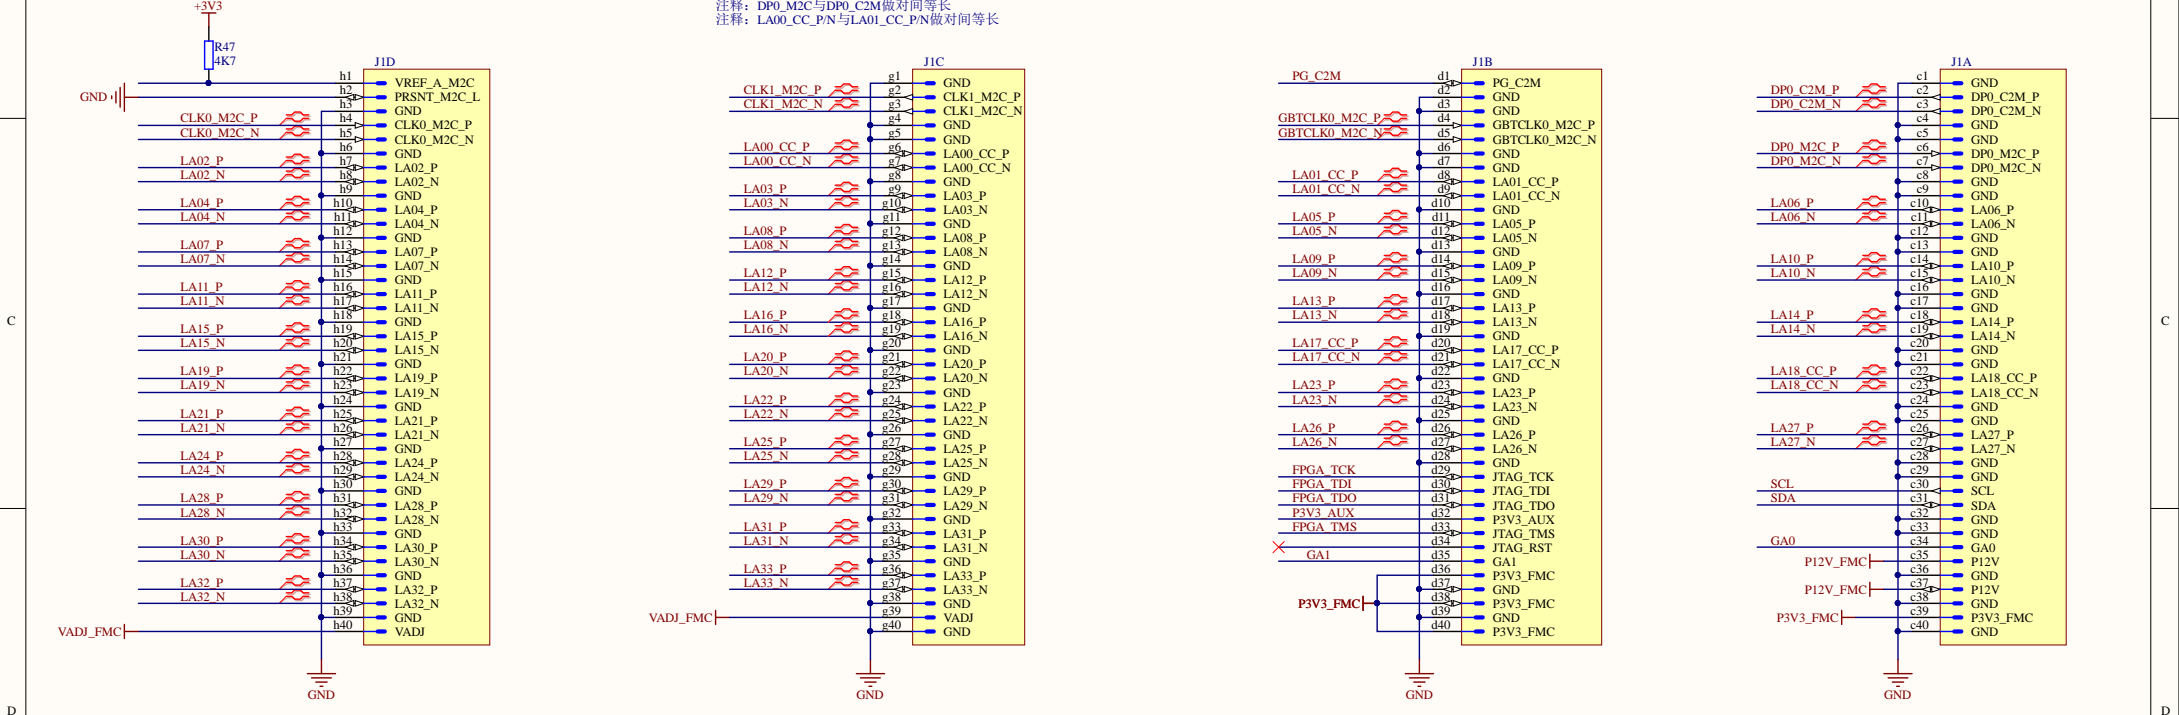 注释：DP0_M2C与DP0_C2M做对间等长
注释：LA00_CC_P/N与LA01_CC_P/N做对间等长
+3V3
R47
4K7
GND
J1D
h1 VREF_A_M2C
h2 PRSNT_M2C_L
h3 GND
CLK0_M2C_P h4 CLK0_M2C_P
CLK0_M2C_N h5 CLK0_M2C_N
h6 GND
LA02_P h7 LA02_P
LA02_N h8 LA02_N
h9 GND
LA04_P h10 LA04_P
LA04_N h11 LA04_N
h12 GND
LA07_P h13 LA07_P
LA07_N h14 LA07_N
h15 GND
LA11_P h16 LA11_P
LA11_N h17 LA11_N
h18 GND
LA15_P h19 LA15_P
LA15_N h20 LA15_N
h21 GND
LA19_P h22 LA19_P
LA19_N h23 LA19_N
h24 GND
LA21_P h25 LA21_P
LA21_N h26 LA21_N
h27 GND
LA24_P h28 LA24_P
LA24_N h29 LA24_N
h30 GND
LA28_P h31 LA28_P
LA28_N h32 LA28_N
h33 GND
LA30_P h34 LA30_P
LA30_N h35 LA30_N
h36 GND
LA32_P h37 LA32_P
LA32_N h38 LA32_N
h39 GND
VADJ_FMC h40 VADJ
GND
J1C
g1 GND
CLK1_M2C_P g2 CLK1_M2C_P
CLK1_M2C_N g3 CLK1_M2C_N
g4 GND
g5 GND
LA00_CC_P g6 LA00_CC_P
LA00_CC_N g7 LA00_CC_N
g8 GND
LA03_P g9 LA03_P
LA03_N g10 LA03_N
g11 GND
LA08_P g12 LA08_P
LA08_N g13 LA08_N
g14 GND
LA12_P g15 LA12_P
LA12_N g16 LA12_N
g17 GND
LA16_P g18 LA16_P
LA16_N g19 LA16_N
g20 GND
LA20_P g21 LA20_P
LA20_N g22 LA20_N
g23 GND
LA22_P g24 LA22_P
LA22_N g25 LA22_N
g26 GND
LA25_P g27 LA25_P
LA25_N g28 LA25_N
g29 GND
LA29_P g30 LA29_P
LA29_N g31 LA29_N
g32 GND
LA31_P g33 LA31_P
LA31_N g34 LA31_N
g35 GND
LA33_P g36 LA33_P
LA33_N g37 LA33_N
g38 GND
VADJ_FMC g39 VADJ
g40 GND
GND
J1B
PG_C2M d1 PG_C2M
d2 GND
d3 GND
GBTCLK0_M2C_P d4 GBTCLK0_M2C_P
GBTCLK0_M2C_N d5 GBTCLK0_M2C_N
d6 GND
d7 GND
LA01_CC_P d8 LA01_CC_P
LA01_CC_N d9 LA01_CC_N
d10 GND
LA05_P d11 LA05_P
LA05_N d12 LA05_N
d13 GND
LA09_P d14 LA09_P
LA09_N d15 LA09_N
d16 GND
LA13_P d17 LA13_P
LA13_N d18 LA13_N
d19 GND
LA17_CC_P d20 LA17_CC_P
LA17_CC_N d21 LA17_CC_N
d22 GND
LA23_P d23 LA23_P
LA23_N d24 LA23_N
d25 GND
LA26_P d26 LA26_P
LA26_N d27 LA26_N
d28 GND
FPGA_TCK d29 JTAG_TCK
FPGA_TDI d30 JTAG_TDI
FPGA_TDO d31 JTAG_TDO
P3V3_AUX d32 P3V3_AUX
FPGA_TMS d33 JTAG_TMS
d34 JTAG_RST
GA1 d35 GA1
d36 P3V3_FMC
d37 GND
P3V3_FMC d38 P3V3_FMC
d39 GND
d40 P3V3_FMC
GND
J1A
c1 GND
DP0_C2M_P c2 DP0_C2M_P
DP0_C2M_N c3 DP0_C2M_N
c4 GND
c5 GND
DP0_M2C_P c6 DP0_M2C_P
DP0_M2C_N c7 DP0_M2C_N
c8 GND
c9 GND
LA06_P c10 LA06_P
LA06_N c11 LA06_N
c12 GND
c13 GND
LA10_P c14 LA10_P
LA10_N c15 LA10_N
c16 GND
c17 GND
LA14_P c18 LA14_P
LA14_N c19 LA14_N
c20 GND
c21 GND
LA18_CC_P c22 LA18_CC_P
LA18_CC_N c23 LA18_CC_N
c24 GND
c25 GND
LA27_P c26 LA27_P
LA27_N c27 LA27_N
c28 GND
c29 GND
SCL c30 SCL
SDA c31 SDA
c32 GND
c33 GND
GA0 c34 GA0
P12V_FMC c35 P12V
c36 GND
P12V_FMC c37 P12V
c38 GND
P3V3_FMC c39 P3V3_FMC
c40 GND
GND
C
C
D
D